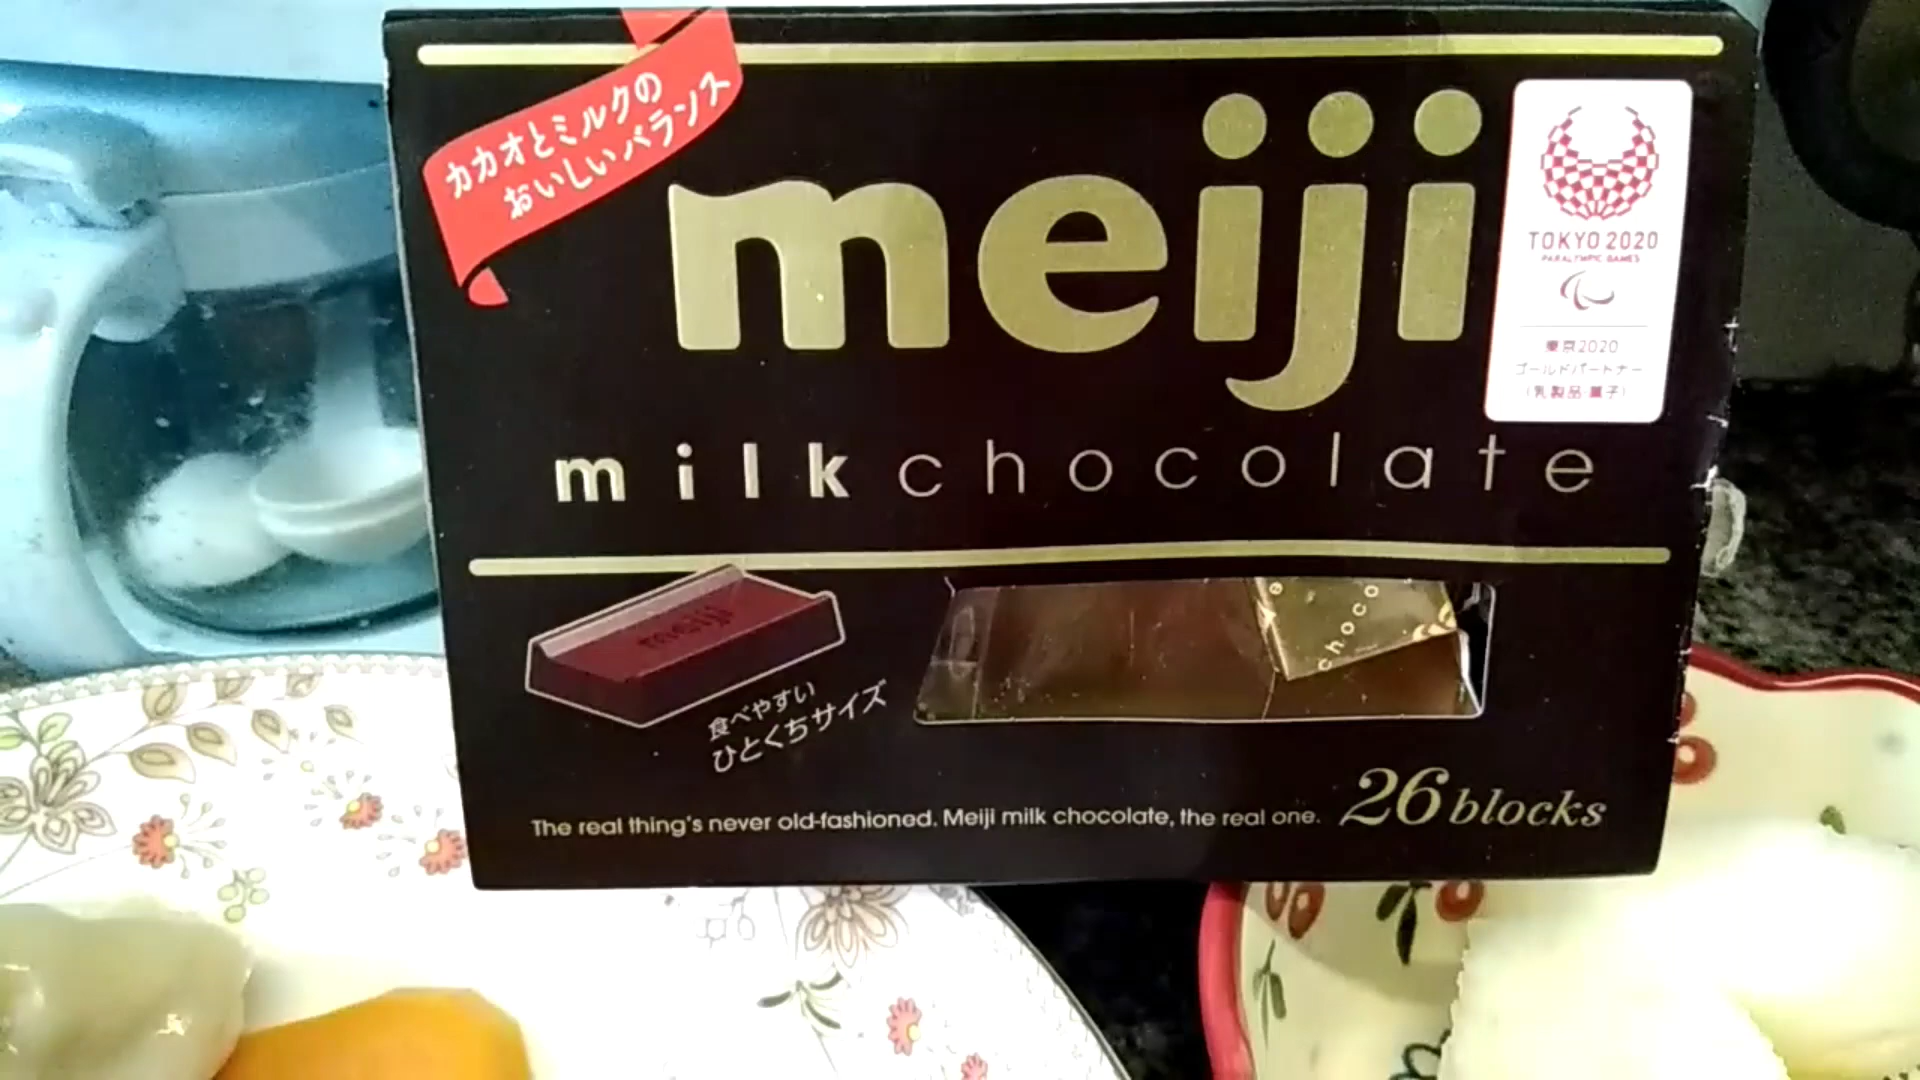 カカオとミルクの
おいしいバランス
meiji
TOKYO 2020
PARALYMPIC GAMES
東京2020
ゴールドパートナー
(乳製品・菓子)
milk chocolate
meiji
食べやすい
ひとくちサイズ
choco
The real thing's never old-fashioned. Meiji milk chocolate, the real one.
26 blocks